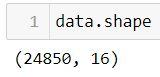 1 data.shape
(24850, 16)